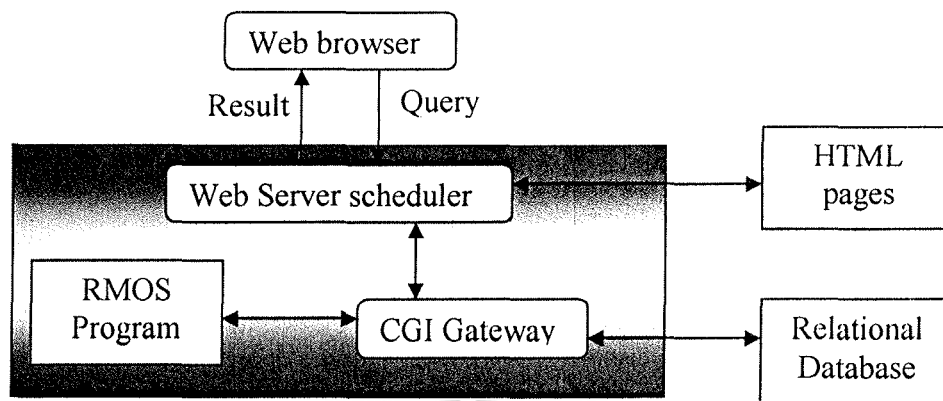 Web browser
Result
Query
Web Server scheduler
HTML
pages
RMOS
Program
CGI Gateway
Relational
Database